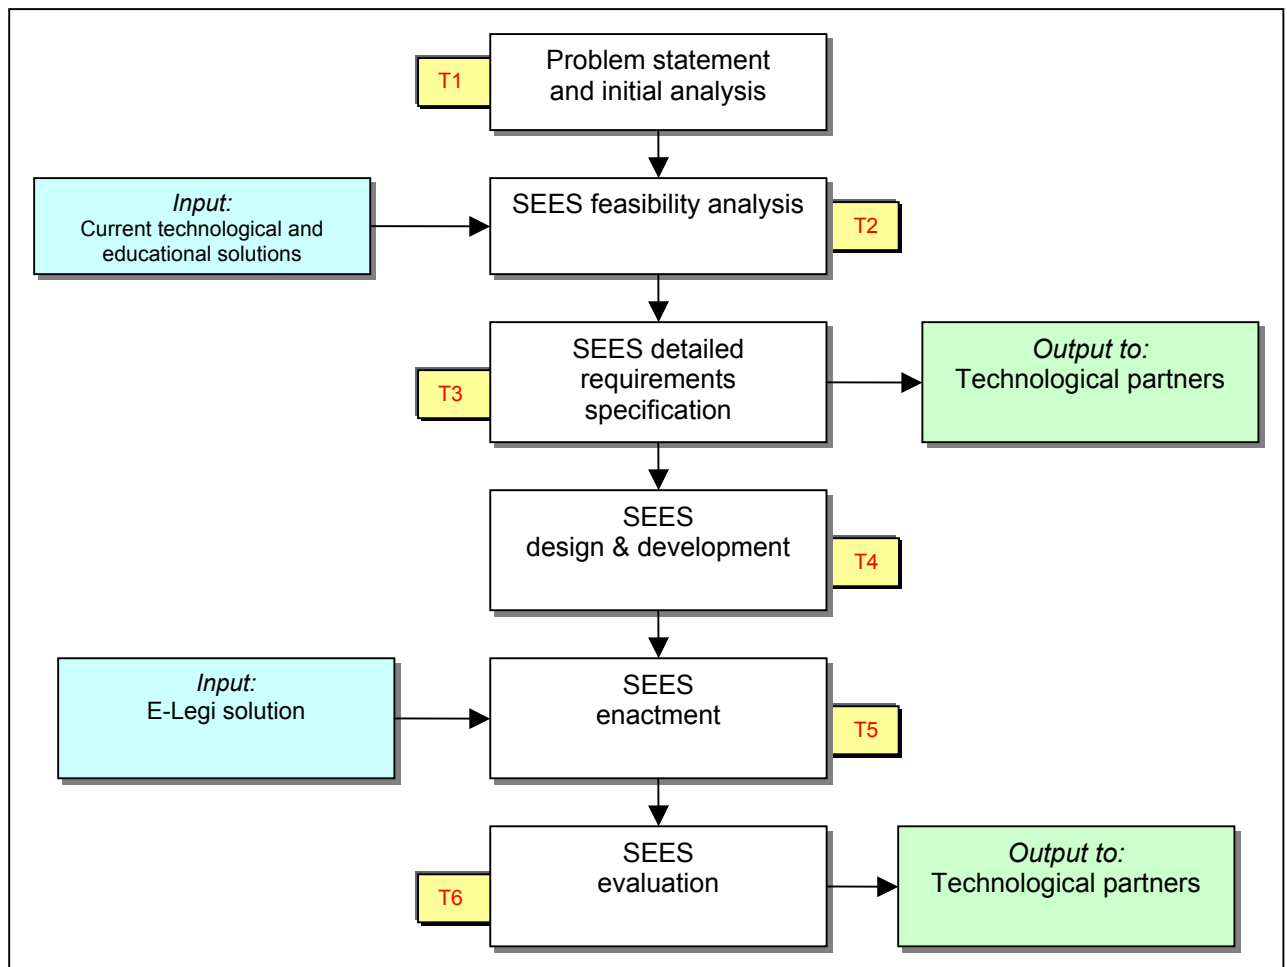 T1
Problem statement
and initial analysis
Input:
Current technological and
educational solutions
SEES feasibility analysis
T2
T3
SEES detailed
requirements
specification
Output to:
Technological partners
SEES
design & development
T4
Input:
E-Legi solution
SEES
enactment
T5
T6
SEES
evaluation
Output to:
Technological partners